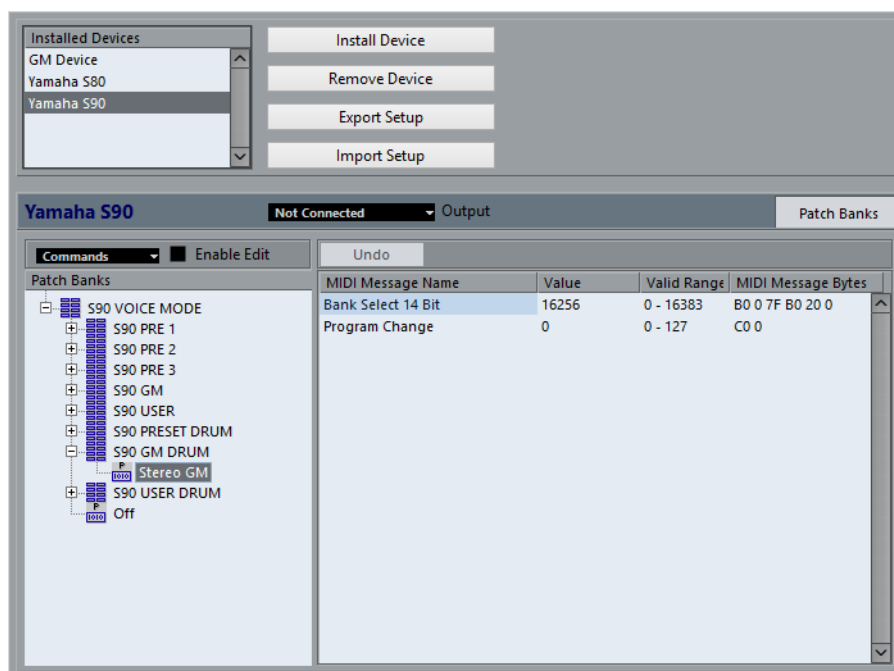 Installed Devices
GM Device
Yamaha S80
Yamaha S90
Install Device
Remove Device
Export Setup
Import Setup
Yamaha S90
Not Connected
Output
Patch Banks
Commands
Enable Edit
Undo
Patch Banks
S90 VOICE MODE
S90 PRE 1
S90 PRE 2
S90 PRE 3
S90 GM
S90 USER
S90 PRESET DRUM
S90 GM DRUM
P
1010
Stereo GM
S90 USER DRUM
P
1010
Off
MIDI Message Name Value Valid Range MIDI Message Bytes
Bank Select 14 Bit 16256 0 - 16383 B0 0 7F B0 20 0
Program Change 0 0 - 127 C0 0